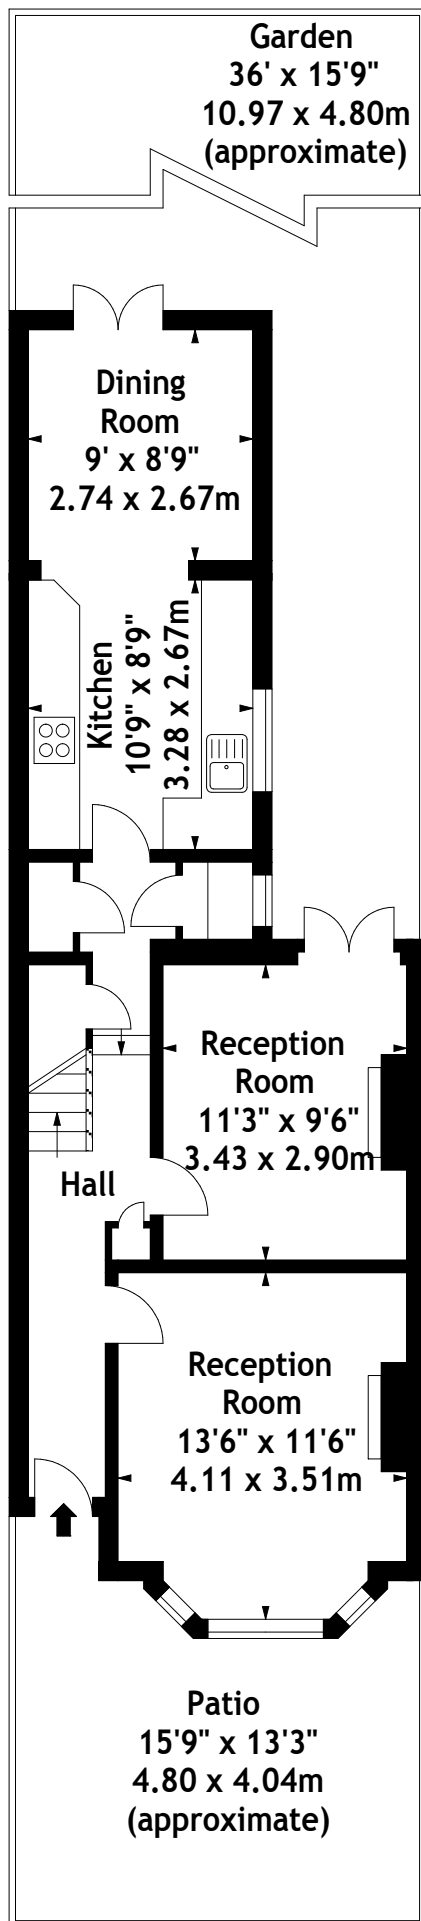 Garden
36' x 15'9"
10.97 x 4.80m
(approximate)
Dining
Room
9' x 8'9"
2.74 x 2.67m
Kitchen
10'9" x 8'9"
3.28 x 2.67m
Reception
Room
11'3" x 9'6"
3.43 x 2.90m
Hall
Reception
Room
13'6" x 11'6"
4.11 x 3.51m
Patio
15'9" x 13'3"
4.80 x 4.04m
(approximate)